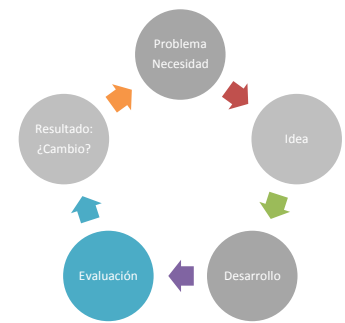 Problema
Necesidad
Idea
Desarrollo
Evaluación
Resultado:
¿Cambio?